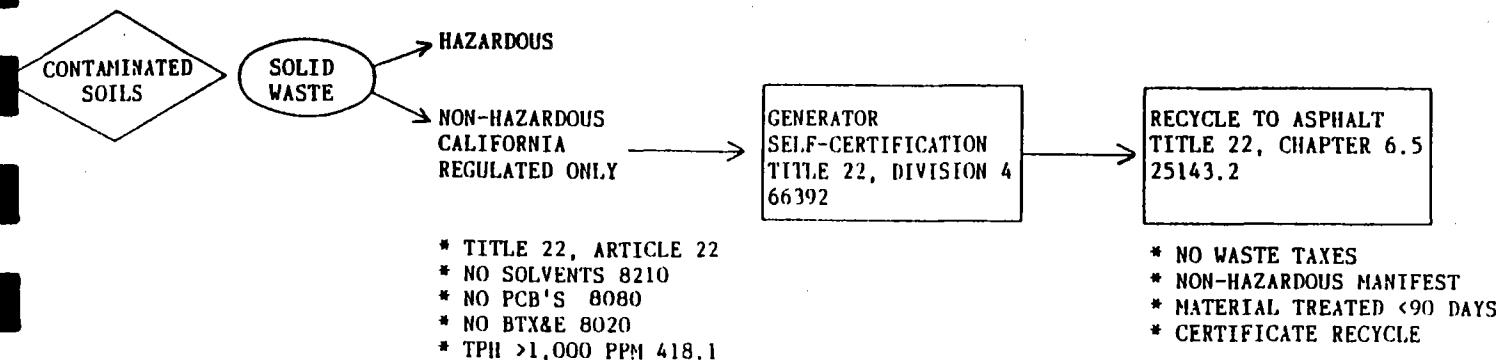 CONTAMINATED
SOILS
SOLID
WASTE
HAZARDOUS
NON-HAZARDOUS
CALIFORNIA
REGULATED ONLY
* TITLE 22, ARTICLE 22
* NO SOLVENTS 8210
* NO PCB'S 8080
* NO BTX&E 8020
* TPH >1,000 PPM 418.1
GENERATOR
SELF-CERTIFICATION
TITLE 22, DIVISION 4
66392
RECYCLE TO ASPHALT
TITLE 22, CHAPTER 6.5
25143.2
* NO WASTE TAXES
* NON-HAZARDOUS MANIFEST
* MATERIAL TREATED <90 DAYS
* CERTIFICATE RECYCLE